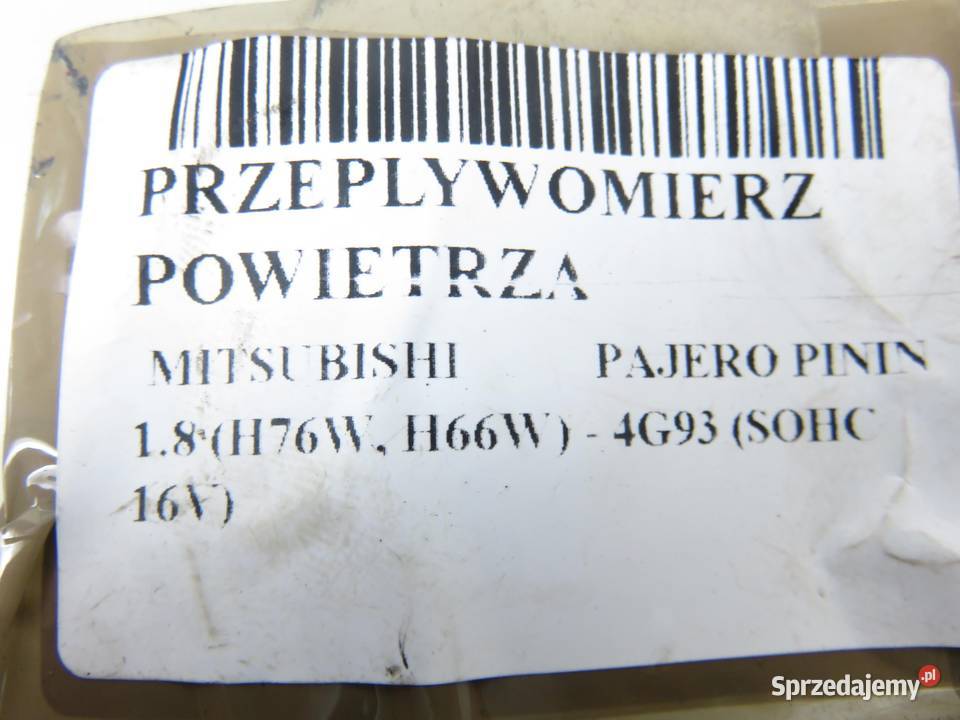 PRZEPLYWOMIERZ
POWIETRZA
MITSUBISHI PAJERO PININ
1.8 (H76W, H66W) - 4G93 (SOHC
16V)
Sprzedajemy.pl